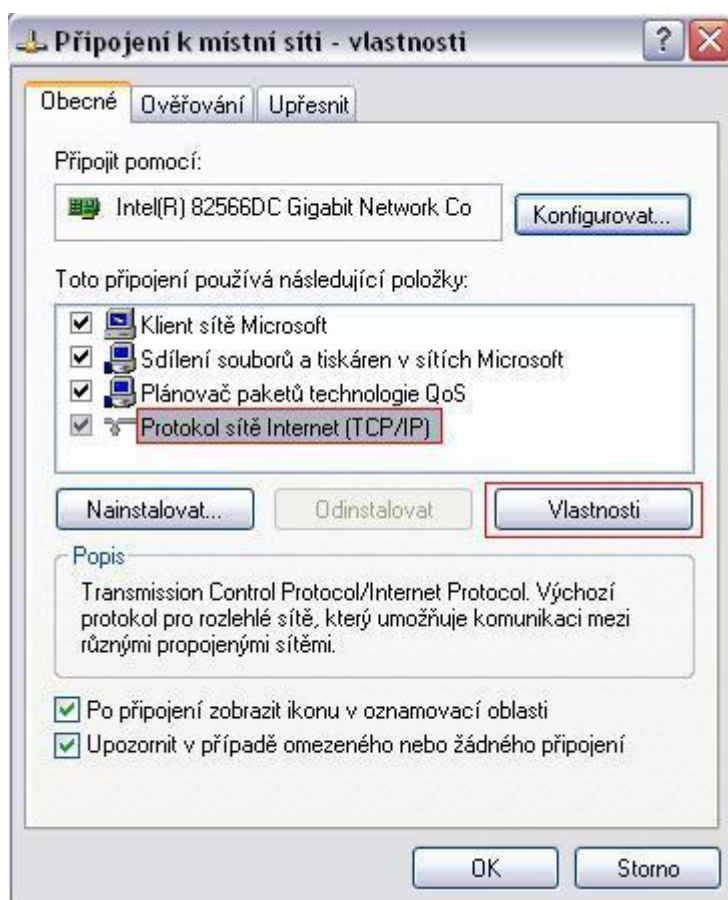 Připojení k místní síti - vlastnosti
Obecné Ověřování Upřesnit
Připojit pomocí:
Intel(R) 82566DC Gigabit Network Co
Konfigurovat...
Toto připojení používá následující položky:
Klient sítě Microsoft
Sdílení souborů a tiskáren v sítích Microsoft
Plánovač paketů technologie QoS
Protokol sítě Internet (TCP/IP)
Nainstalovat... Odinstalovat Vlastnosti
Popis
Transmission Control Protocol/Internet Protocol. Výchozí
protokol pro rozlehlé sítě, který umožňuje komunikaci mezi
různými propojenými sítěmi.
Po připojení zobrazit ikonu v oznamovací oblasti
Upozornit v případě omezeného nebo žádného připojení
OK Storno